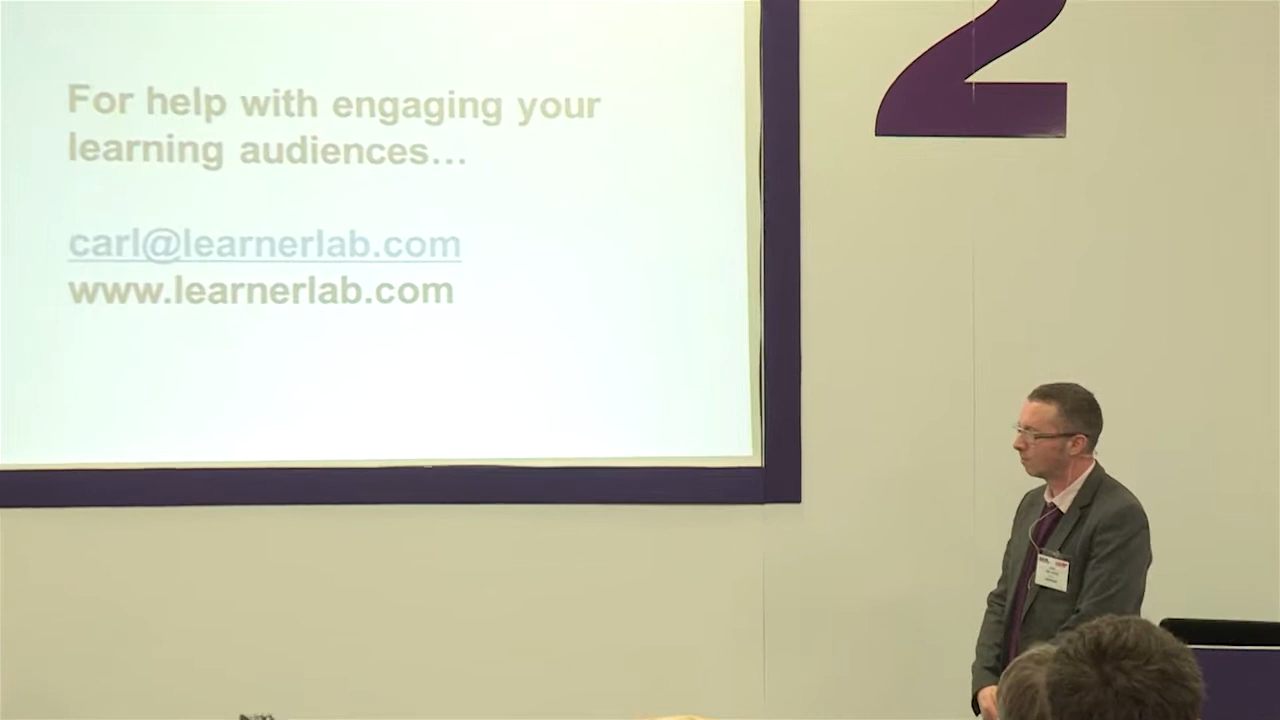 For help with engaging your
learning audiences…
carl@learnerlab.com
www.learnerlab.com
2